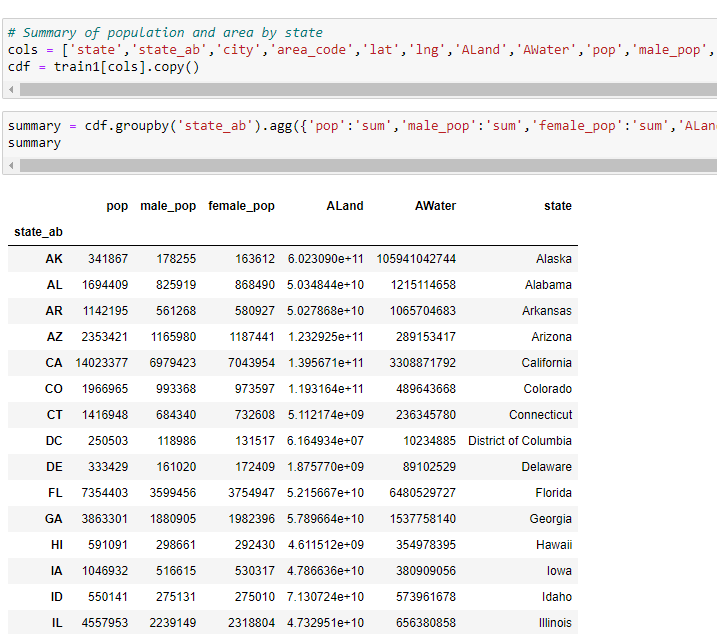 # Summary of population and area by state
cols = ['state','state_ab','city','area_code','lat','lng','ALand','AWater','pop','male_pop',
cdf = train1[cols].copy()
summary = cdf.groupby('state_ab').agg({'pop':'sum','male_pop':'sum','female_pop':'sum','ALan
summary
pop male_pop female_pop ALand AWater state
state_ab
AK 341867 178255 163612 6.023090e+11 105941042744 Alaska
AL 1694409 825919 868490 5.034844e+10 1215114658 Alabama
AR 1142195 561268 580927 5.027868e+10 1065704683 Arkansas
AZ 2353421 1165980 1187441 1.232925e+11 289153417 Arizona
CA 14023377 6979423 7043954 1.395671e+11 3308871792 California
CO 1966965 993368 973597 1.193164e+11 489643668 Colorado
CT 1416948 684340 732608 5.112174e+09 236345780 Connecticut
DC 250503 118986 131517 6.164934e+07 10234885 District of Columbia
DE 333429 161020 172409 1.875770e+09 89102529 Delaware
FL 7354403 3599456 3754947 5.215667e+10 6480529727 Florida
GA 3863301 1880905 1982396 5.789664e+10 1537758140 Georgia
HI 591091 298661 292430 4.611512e+09 354978395 Hawaii
IA 1046932 516615 530317 4.786636e+10 380909056 Iowa
ID 550141 275131 275010 7.130724e+10 573961678 Idaho
IL 4557953 2239149 2318804 4.732951e+10 656380858 Illinois